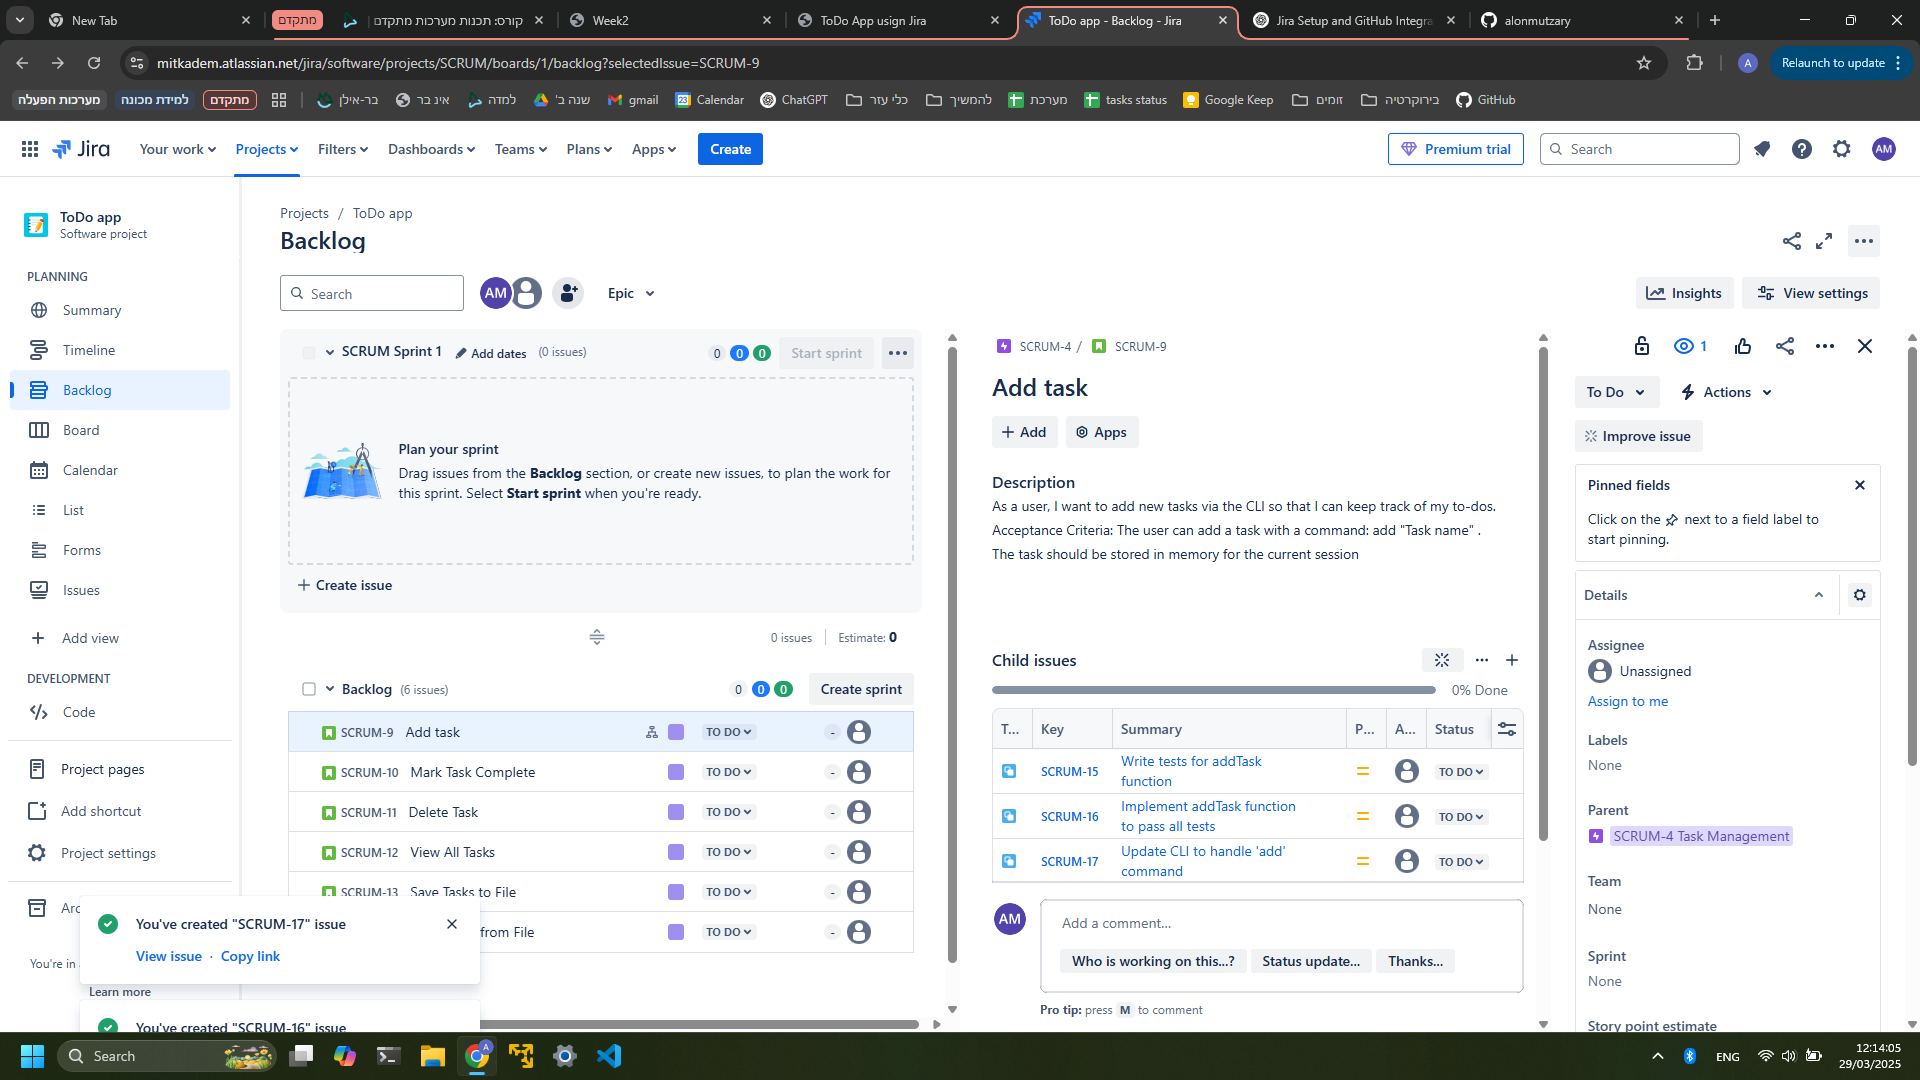 New Tab
מתקדם
קורס: תכנות מערכות מתקדם |
Week2
ToDo App usign Jira
ToDo app - Backlog - Jira
Jira Setup and GitHub Integra
alonmutzary
mitkadem.atlassian.net/jira/software/projects/SCRUM/boards/1/backlog?selectedIssue=SCRUM-9
A
Relaunch to update
מערכות הפעלה
למידת מכונה
מתקדם
בר-אילן
אינ בר
למדה
שנה ב'
gmail
Calendar
ChatGPT
כלי עזר
להמשיך
מערכת
tasks status
Google Keep
זומים
בירוקרטיה
GitHub
Jira
Your work
Projects
Filters
Dashboards
Teams
Plans
Apps
Create
Premium trial
Search
AM
ToDo app
Software project
PLANNING
Summary
Timeline
Backlog
Board
Calendar
List
Forms
Issues
Add view
DEVELOPMENT
Code
Project pages
Add shortcut
Project settings
Arc
You're in a
Learn more
Projects / ToDo app
Backlog
Search
AM
Epic
Insights
View settings
SCRUM Sprint 1
Add dates
(0 issues)
0 0 0
Start sprint
Plan your sprint
Drag issues from the Backlog section, or create new issues, to plan the work for
this sprint. Select Start sprint when you're ready.
+ Create issue
0 issues
Estimate: 0
Backlog (6 issues)
0 0 0
Create sprint
SCRUM-9 Add task TO DO -
SCRUM-10 Mark Task Complete TO DO -
SCRUM-11 Delete Task TO DO -
SCRUM-12 View All Tasks TO DO -
SCRUM-13 Save Tasks to File TO DO -
from File TO DO -
You've created "SCRUM-17" issue
View issue · Copy link
You've created "SCRUM-16" issue
SCRUM-4 / SCRUM-9
Add task
+ Add
Apps
Description
As a user, I want to add new tasks via the CLI so that I can keep track of my to-dos.
Acceptance Criteria: The user can add a task with a command: add "Task name" .
The task should be stored in memory for the current session
Child issues
0% Done
T... Key Summary P... A... Status
SCRUM-15 Write tests for addTask function TO DO
SCRUM-16 Implement addTask function to pass all tests TO DO
SCRUM-17 Update CLI to handle 'add' command TO DO
AM
Add a comment...
Who is working on this...?
Status update...
Thanks...
Pro tip: press M to comment
1
To Do
Actions
Improve issue
Pinned fields
Click on the next to a field label to
start pinning.
Details
Assignee
Unassigned
Assign to me
Labels
None
Parent
SCRUM-4 Task Management
Team
None
Sprint
None
Story point estimate
Search
A
ENG
12:14:05
29/03/2025